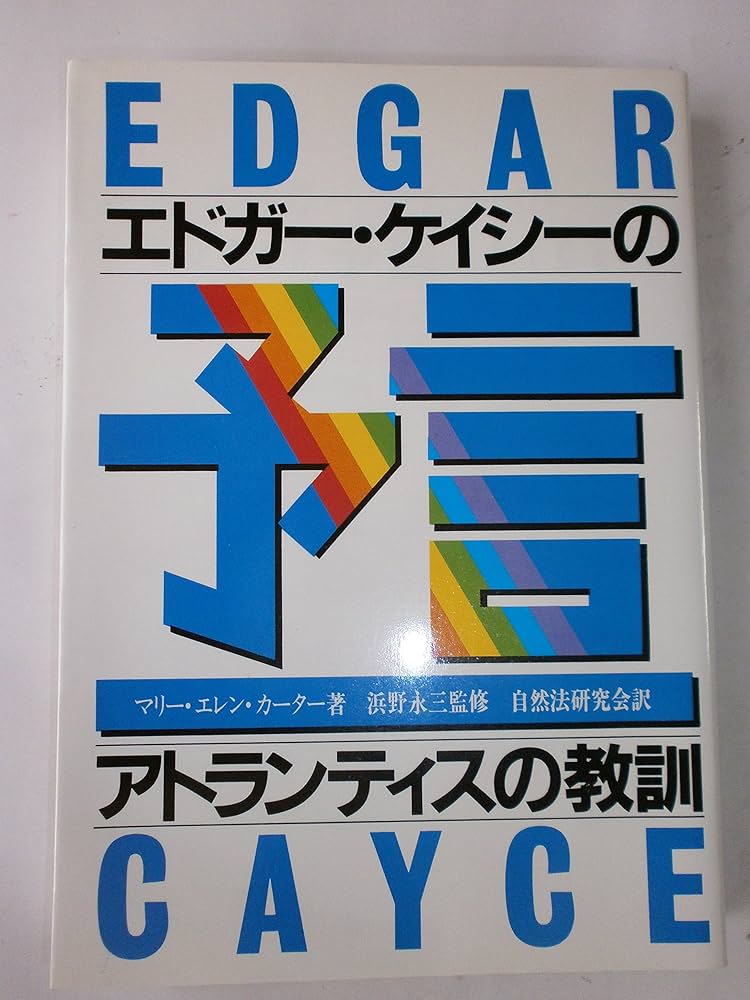 EDGAR
エドガー・ケイシーの
予言
マリー・エレン・カーター著 浜野永三監修 自然法研究会訳
アトランティスの教訓
CAYCE